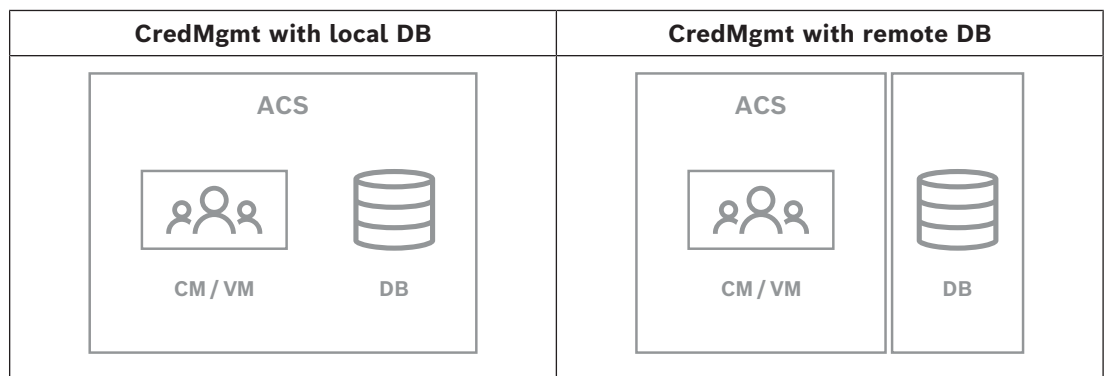 CredMgmt with local DB
CredMgmt with remote DB
ACS
CM / VM
DB
ACS
CM / VM
DB